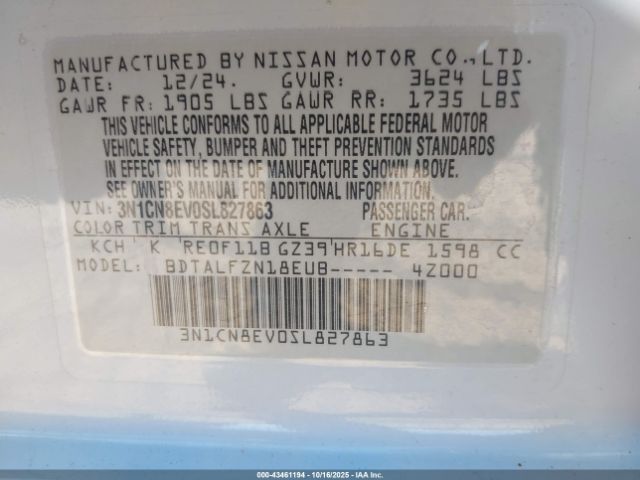 MANUFACTURED BY NISSAN MOTOR CO.,LTD.
DATE: 12/24. GVWR: 3624 LBS
GAWR FR: 1905 LBS GAWR RR: 1735 LBS
THIS VEHICLE CONFORMS TO ALL APPLICABLE FEDERAL MOTOR
VEHICLE SAFETY, BUMPER AND THEFT PREVENTION STANDARDS
IN EFFECT ON THE DATE OF MANUFACTURE SHOWN ABOVE.
SEE OWNER'S MANUAL FOR ADDITIONAL INFORMATION.
VIN: 3N1CN8EV0SL827863 PASSENGER CAR.
COLOR TRIM TRANS AXLE ENGINE
KCH K RE0F11B GZ39 HR16DE 1598 CC
MODEL: BDTALFZN18EUB----- 4Z000
3N1CN8EV0SL827863
000-43461194 - 10/16/2025 - IAAI.COM